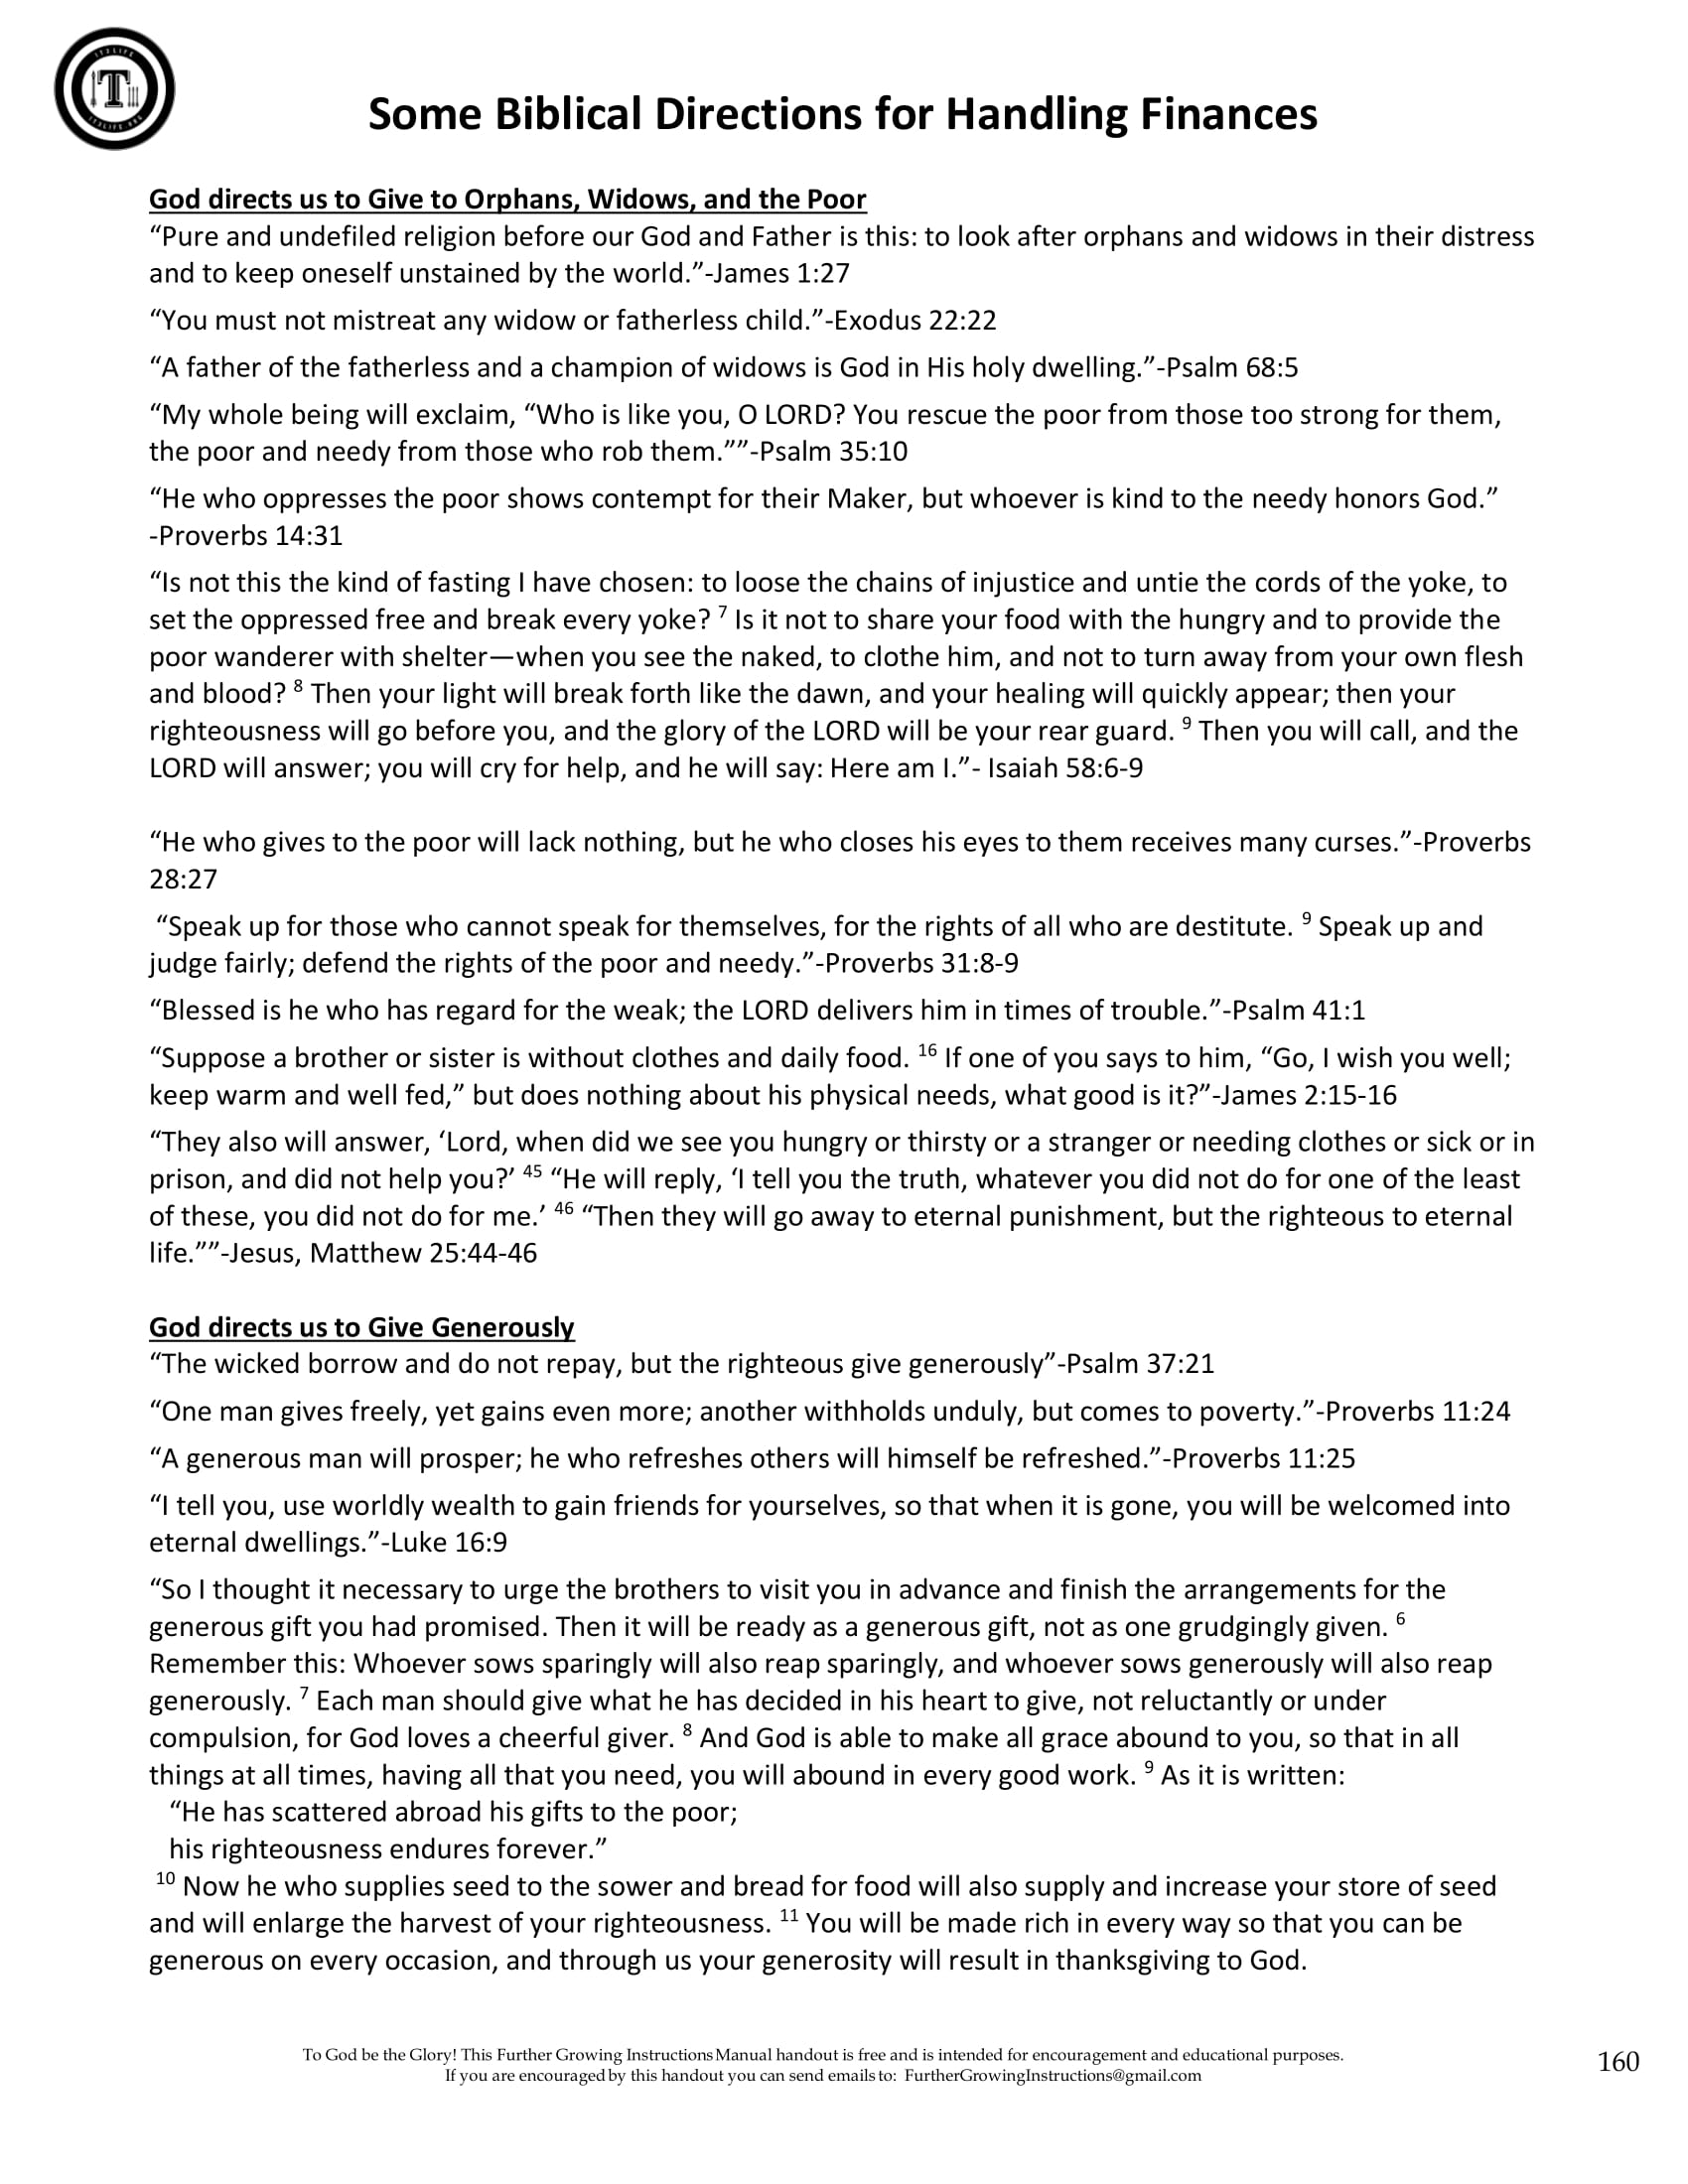 Some Biblical Directions for Handling Finances
God directs us to Give to Orphans, Widows, and the Poor
“Pure and undefiled religion before our God and Father is this: to look after orphans and widows in their distress
and to keep oneself unstained by the world.”-James 1:27
“You must not mistreat any widow or fatherless child.”-Exodus 22:22
“A father of the fatherless and a champion of widows is God in His holy dwelling.”-Psalm 68:5
“My whole being will exclaim, “Who is like you, O LORD? You rescue the poor from those too strong for them,
the poor and needy from those who rob them.””-Psalm 35:10
“He who oppresses the poor shows contempt for their Maker, but whoever is kind to the needy honors God.”
-Proverbs 14:31
“Is not this the kind of fasting I have chosen: to loose the chains of injustice and untie the cords of the yoke, to
set the oppressed free and break every yoke? 7 Is it not to share your food with the hungry and to provide the
poor wanderer with shelter—when you see the naked, to clothe him, and not to turn away from your own flesh
and blood? 8 Then your light will break forth like the dawn, and your healing will quickly appear; then your
righteousness will go before you, and the glory of the LORD will be your rear guard. 9 Then you will call, and the
LORD will answer; you will cry for help, and he will say: Here am I.”- Isaiah 58:6-9
“He who gives to the poor will lack nothing, but he who closes his eyes to them receives many curses.”-Proverbs
28:27
“Speak up for those who cannot speak for themselves, for the rights of all who are destitute. 9 Speak up and
judge fairly; defend the rights of the poor and needy.”-Proverbs 31:8-9
“Blessed is he who has regard for the weak; the LORD delivers him in times of trouble.”-Psalm 41:1
“Suppose a brother or sister is without clothes and daily food. 16 If one of you says to him, “Go, I wish you well;
keep warm and well fed,” but does nothing about his physical needs, what good is it?”-James 2:15-16
“They also will answer, ‘Lord, when did we see you hungry or thirsty or a stranger or needing clothes or sick or in
prison, and did not help you?’ 45 “He will reply, ‘I tell you the truth, whatever you did not do for one of the least
of these, you did not do for me.’ 46 “Then they will go away to eternal punishment, but the righteous to eternal
life.””-Jesus, Matthew 25:44-46
God directs us to Give Generously
“The wicked borrow and do not repay, but the righteous give generously”-Psalm 37:21
“One man gives freely, yet gains even more; another withholds unduly, but comes to poverty.”-Proverbs 11:24
“A generous man will prosper; he who refreshes others will himself be refreshed.”-Proverbs 11:25
“I tell you, use worldly wealth to gain friends for yourselves, so that when it is gone, you will be welcomed into
eternal dwellings.”-Luke 16:9
“So I thought it necessary to urge the brothers to visit you in advance and finish the arrangements for the
generous gift you had promised. Then it will be ready as a generous gift, not as one grudgingly given. 6
Remember this: Whoever sows sparingly will also reap sparingly, and whoever sows generously will also reap
generously. 7 Each man should give what he has decided in his heart to give, not reluctantly or under
compulsion, for God loves a cheerful giver. 8 And God is able to make all grace abound to you, so that in all
things at all times, having all that you need, you will abound in every good work. 9 As it is written:
“He has scattered abroad his gifts to the poor;
his righteousness endures forever.”
10 Now he who supplies seed to the sower and bread for food will also supply and increase your store of seed
and will enlarge the harvest of your righteousness. 11 You will be made rich in every way so that you can be
generous on every occasion, and through us your generosity will result in thanksgiving to God.
To God be the Glory! This Further Growing Instructions Manual handout is free and is intended for encouragement and educational purposes.
If you are encouraged by this handout you can send emails to: FurtherGrowingInstructions@gmail.com
160